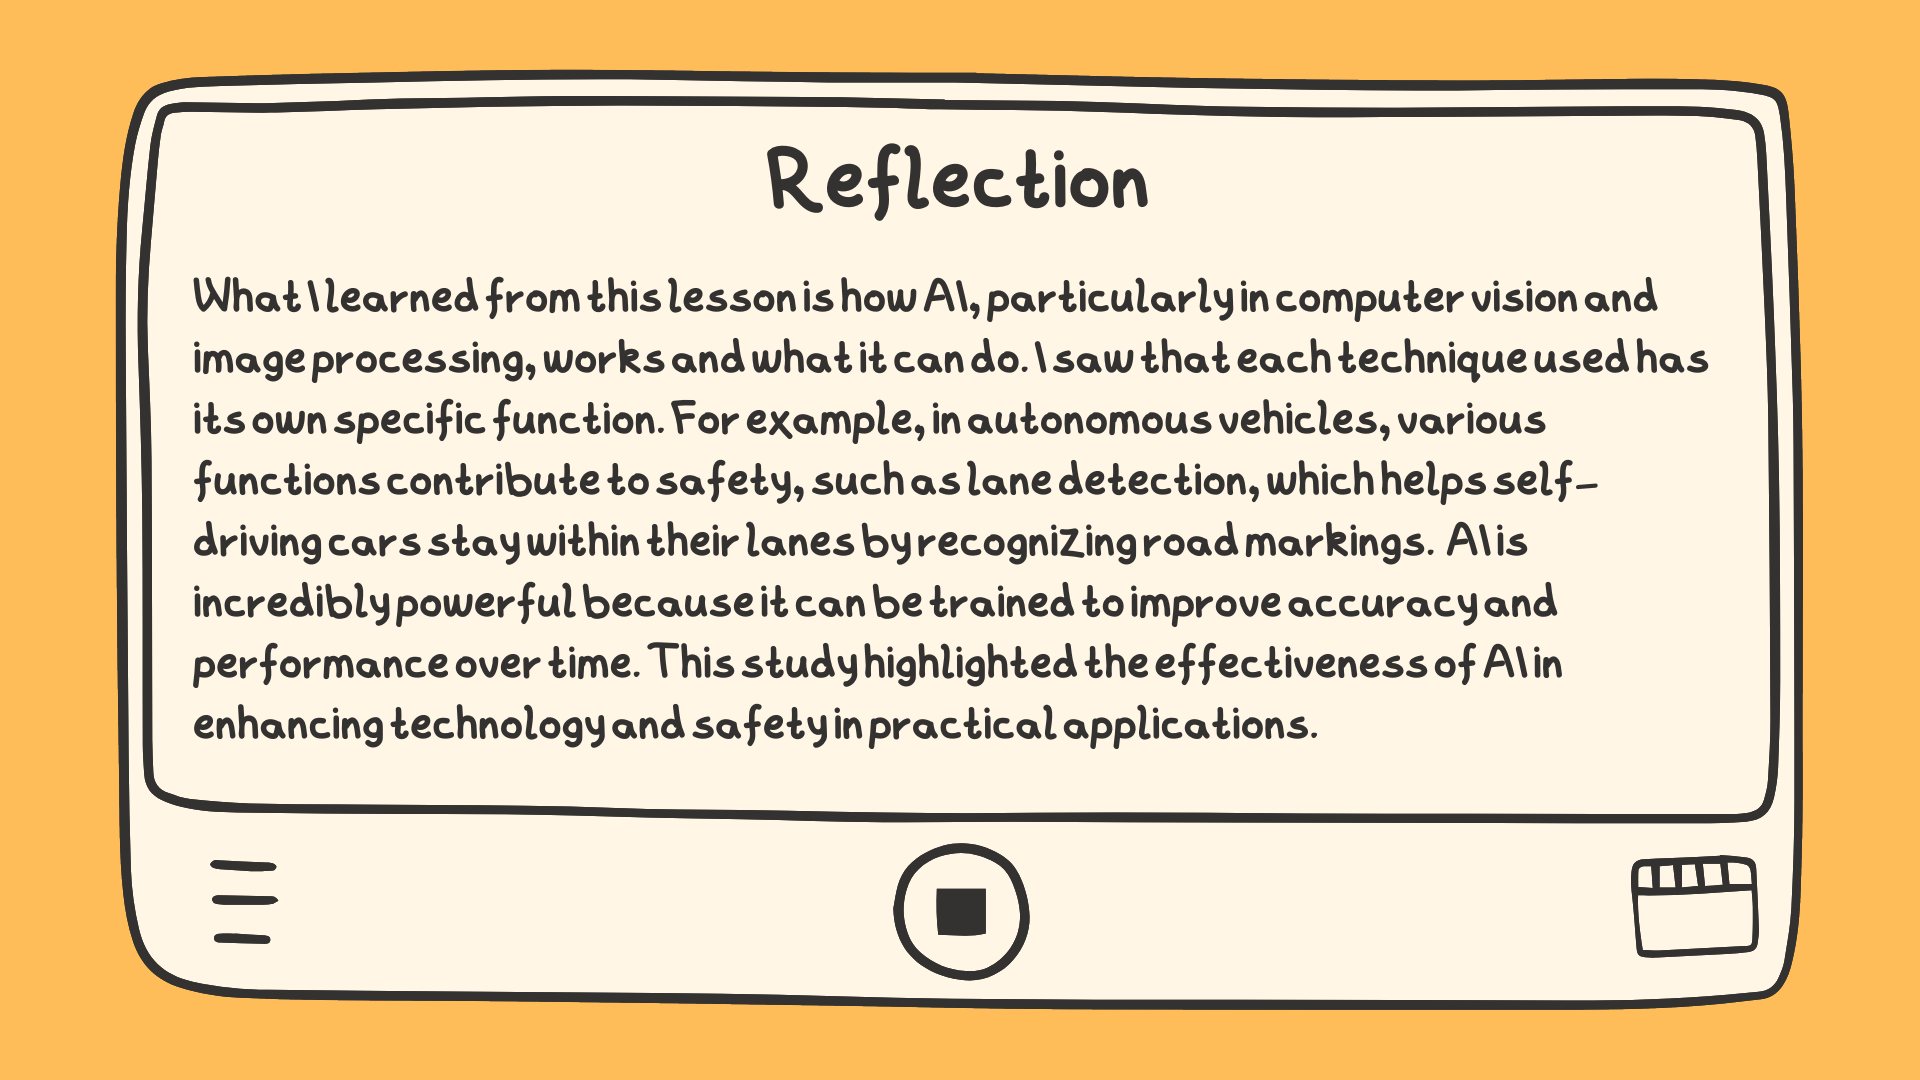 Reflection
What I learned from this lesson is how AI, particularly in computer vision and
image processing, works and what it can do. I saw that each technique used has
its own specific function. For example, in autonomous vehicles, various
functions contribute to safety, such as lane detection, which helps self-
driving cars stay within their lanes by recognizing road markings. AI is
incredibly powerful because it can be trained to improve accuracy and
performance over time. This study highlighted the effectiveness of AI in
enhancing technology and safety in practical applications.